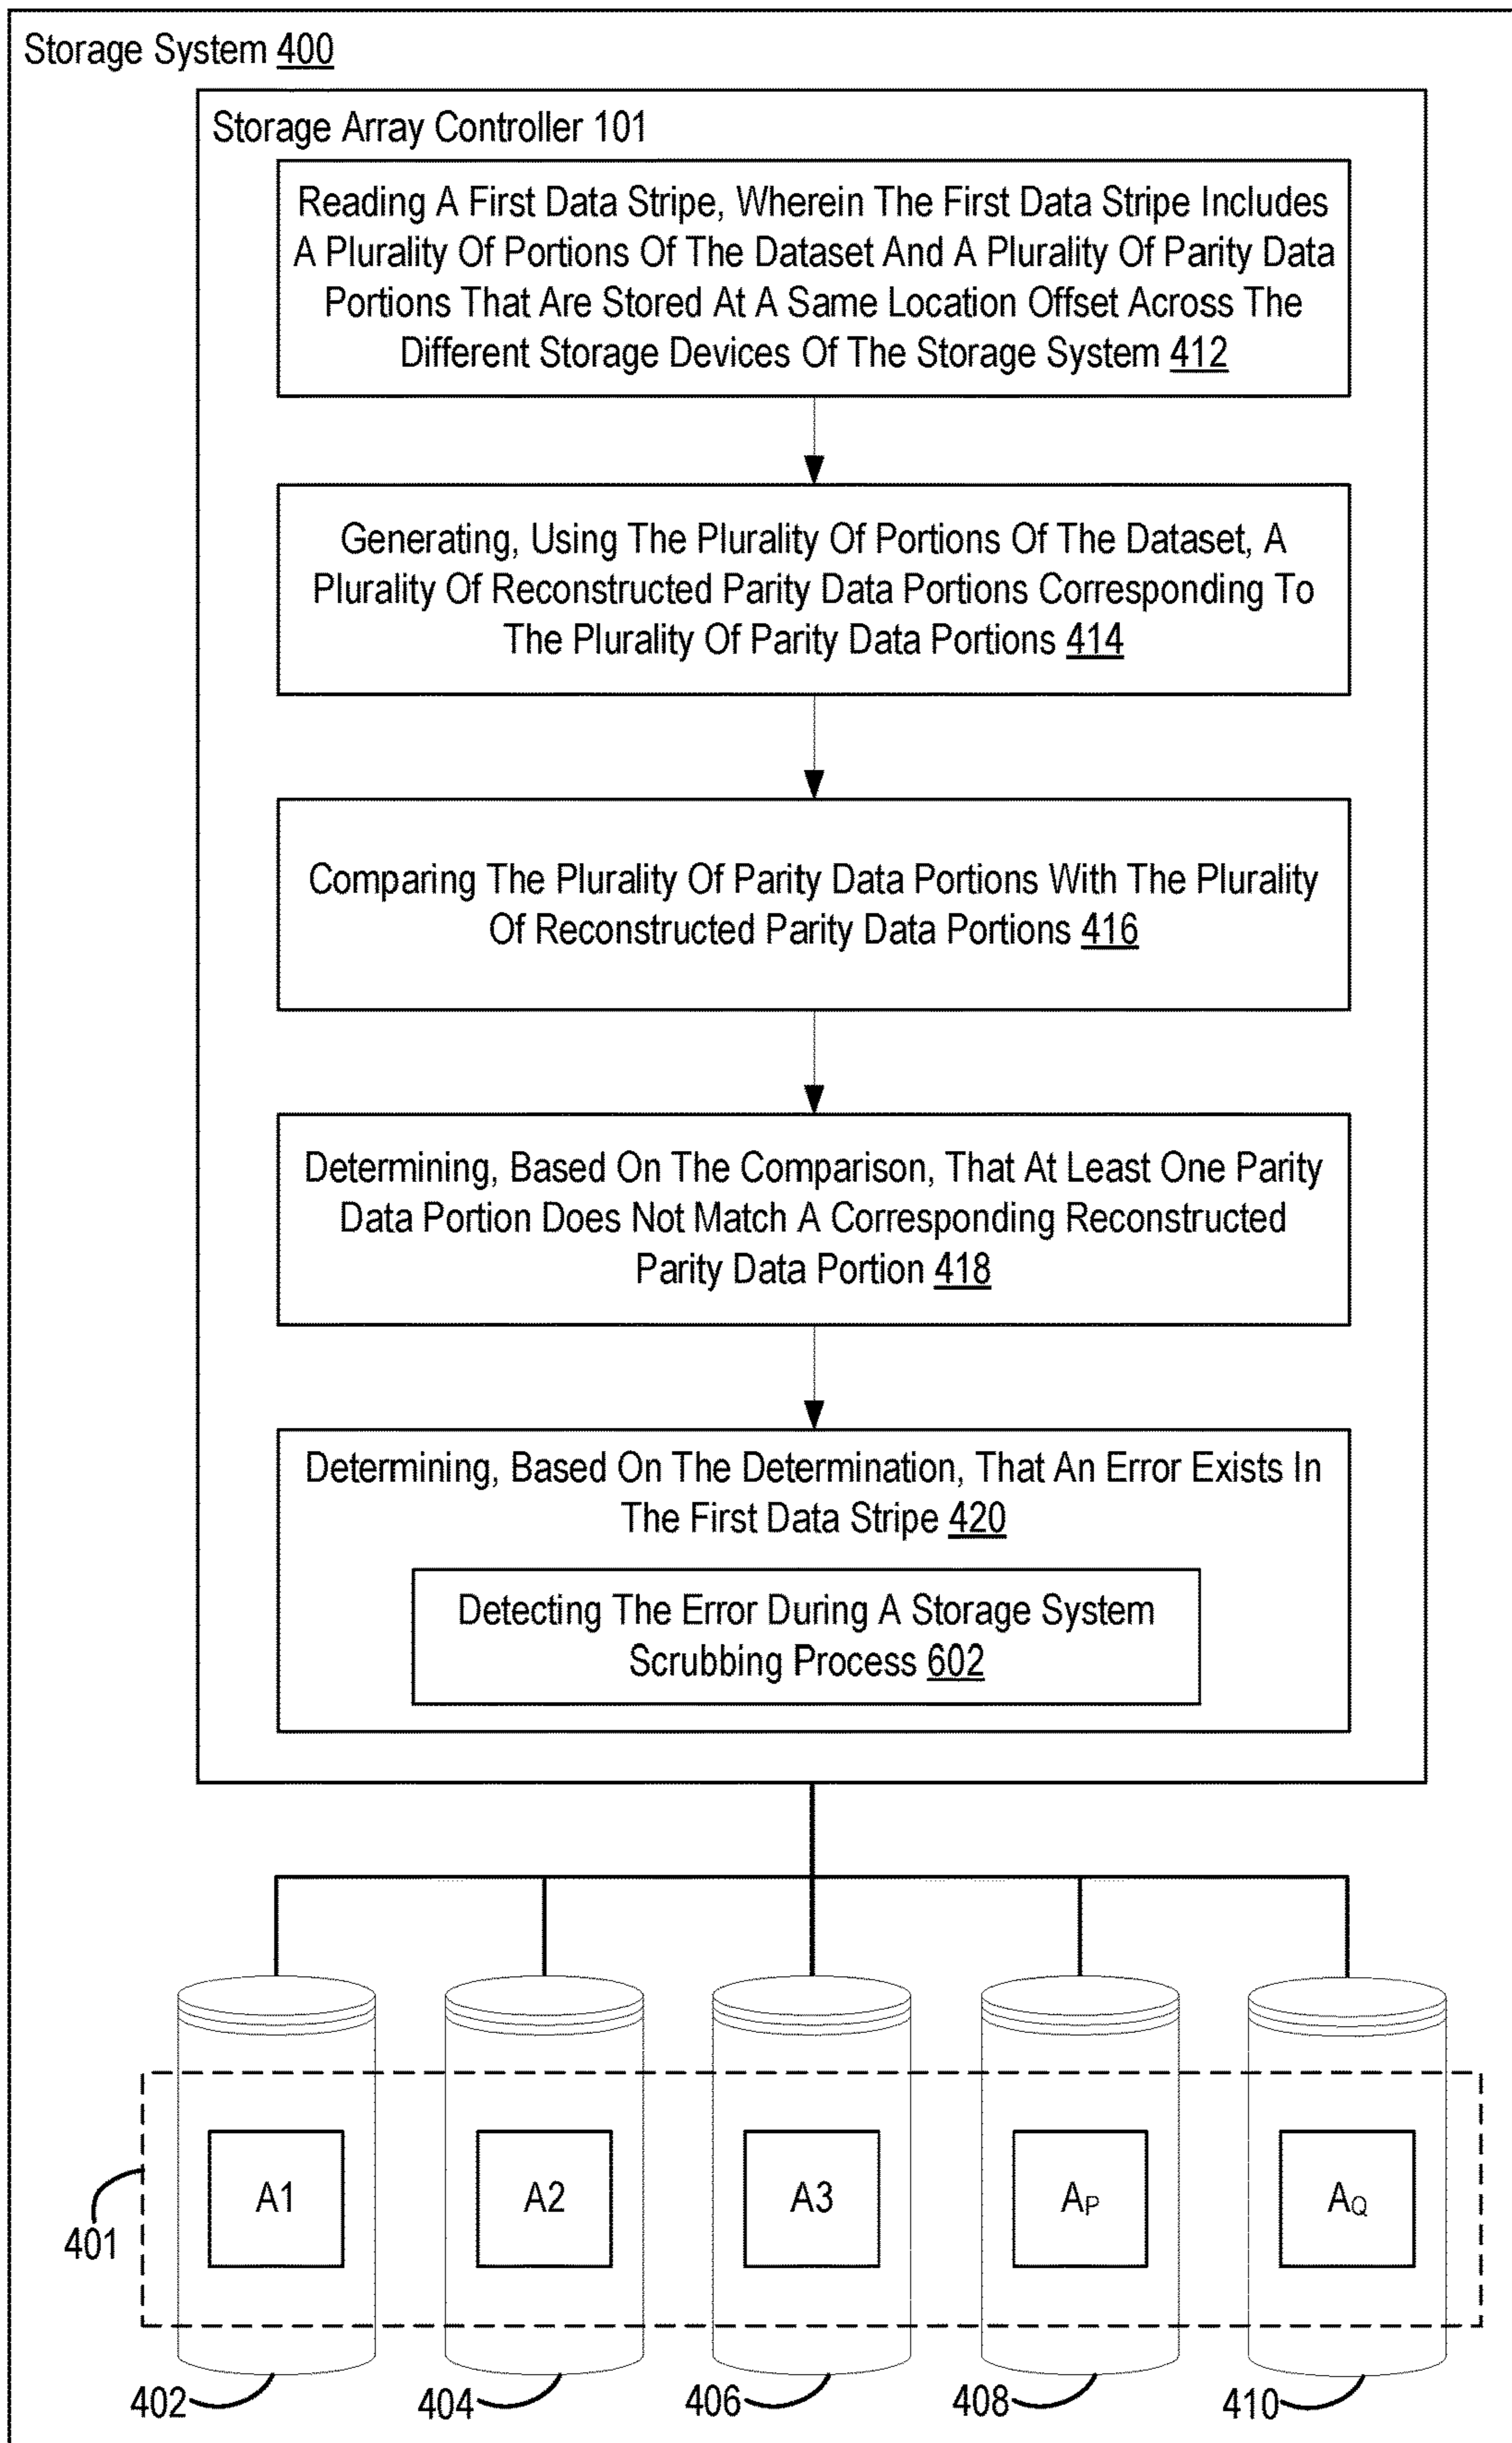 Storage System 400
Storage Array Controller 101
Reading A First Data Stripe, Wherein The First Data Stripe Includes
A Plurality Of Portions Of The Dataset And A Plurality Of Parity Data
Portions That Are Stored At A Same Location Offset Across The
Different Storage Devices Of The Storage System 412
Generating, Using The Plurality Of Portions Of The Dataset, A
Plurality Of Reconstructed Parity Data Portions Corresponding To
The Plurality Of Parity Data Portions 414
Comparing The Plurality Of Parity Data Portions With The Plurality
Of Reconstructed Parity Data Portions 416
Determining, Based On The Comparison, That At Least One Parity
Data Portion Does Not Match A Corresponding Reconstructed
Parity Data Portion 418
Determining, Based On The Determination, That An Error Exists In
The First Data Stripe 420
Detecting The Error During A Storage System
Scrubbing Process 602
A1 A2 A3 AP AQ
401
402 404 406 408 410